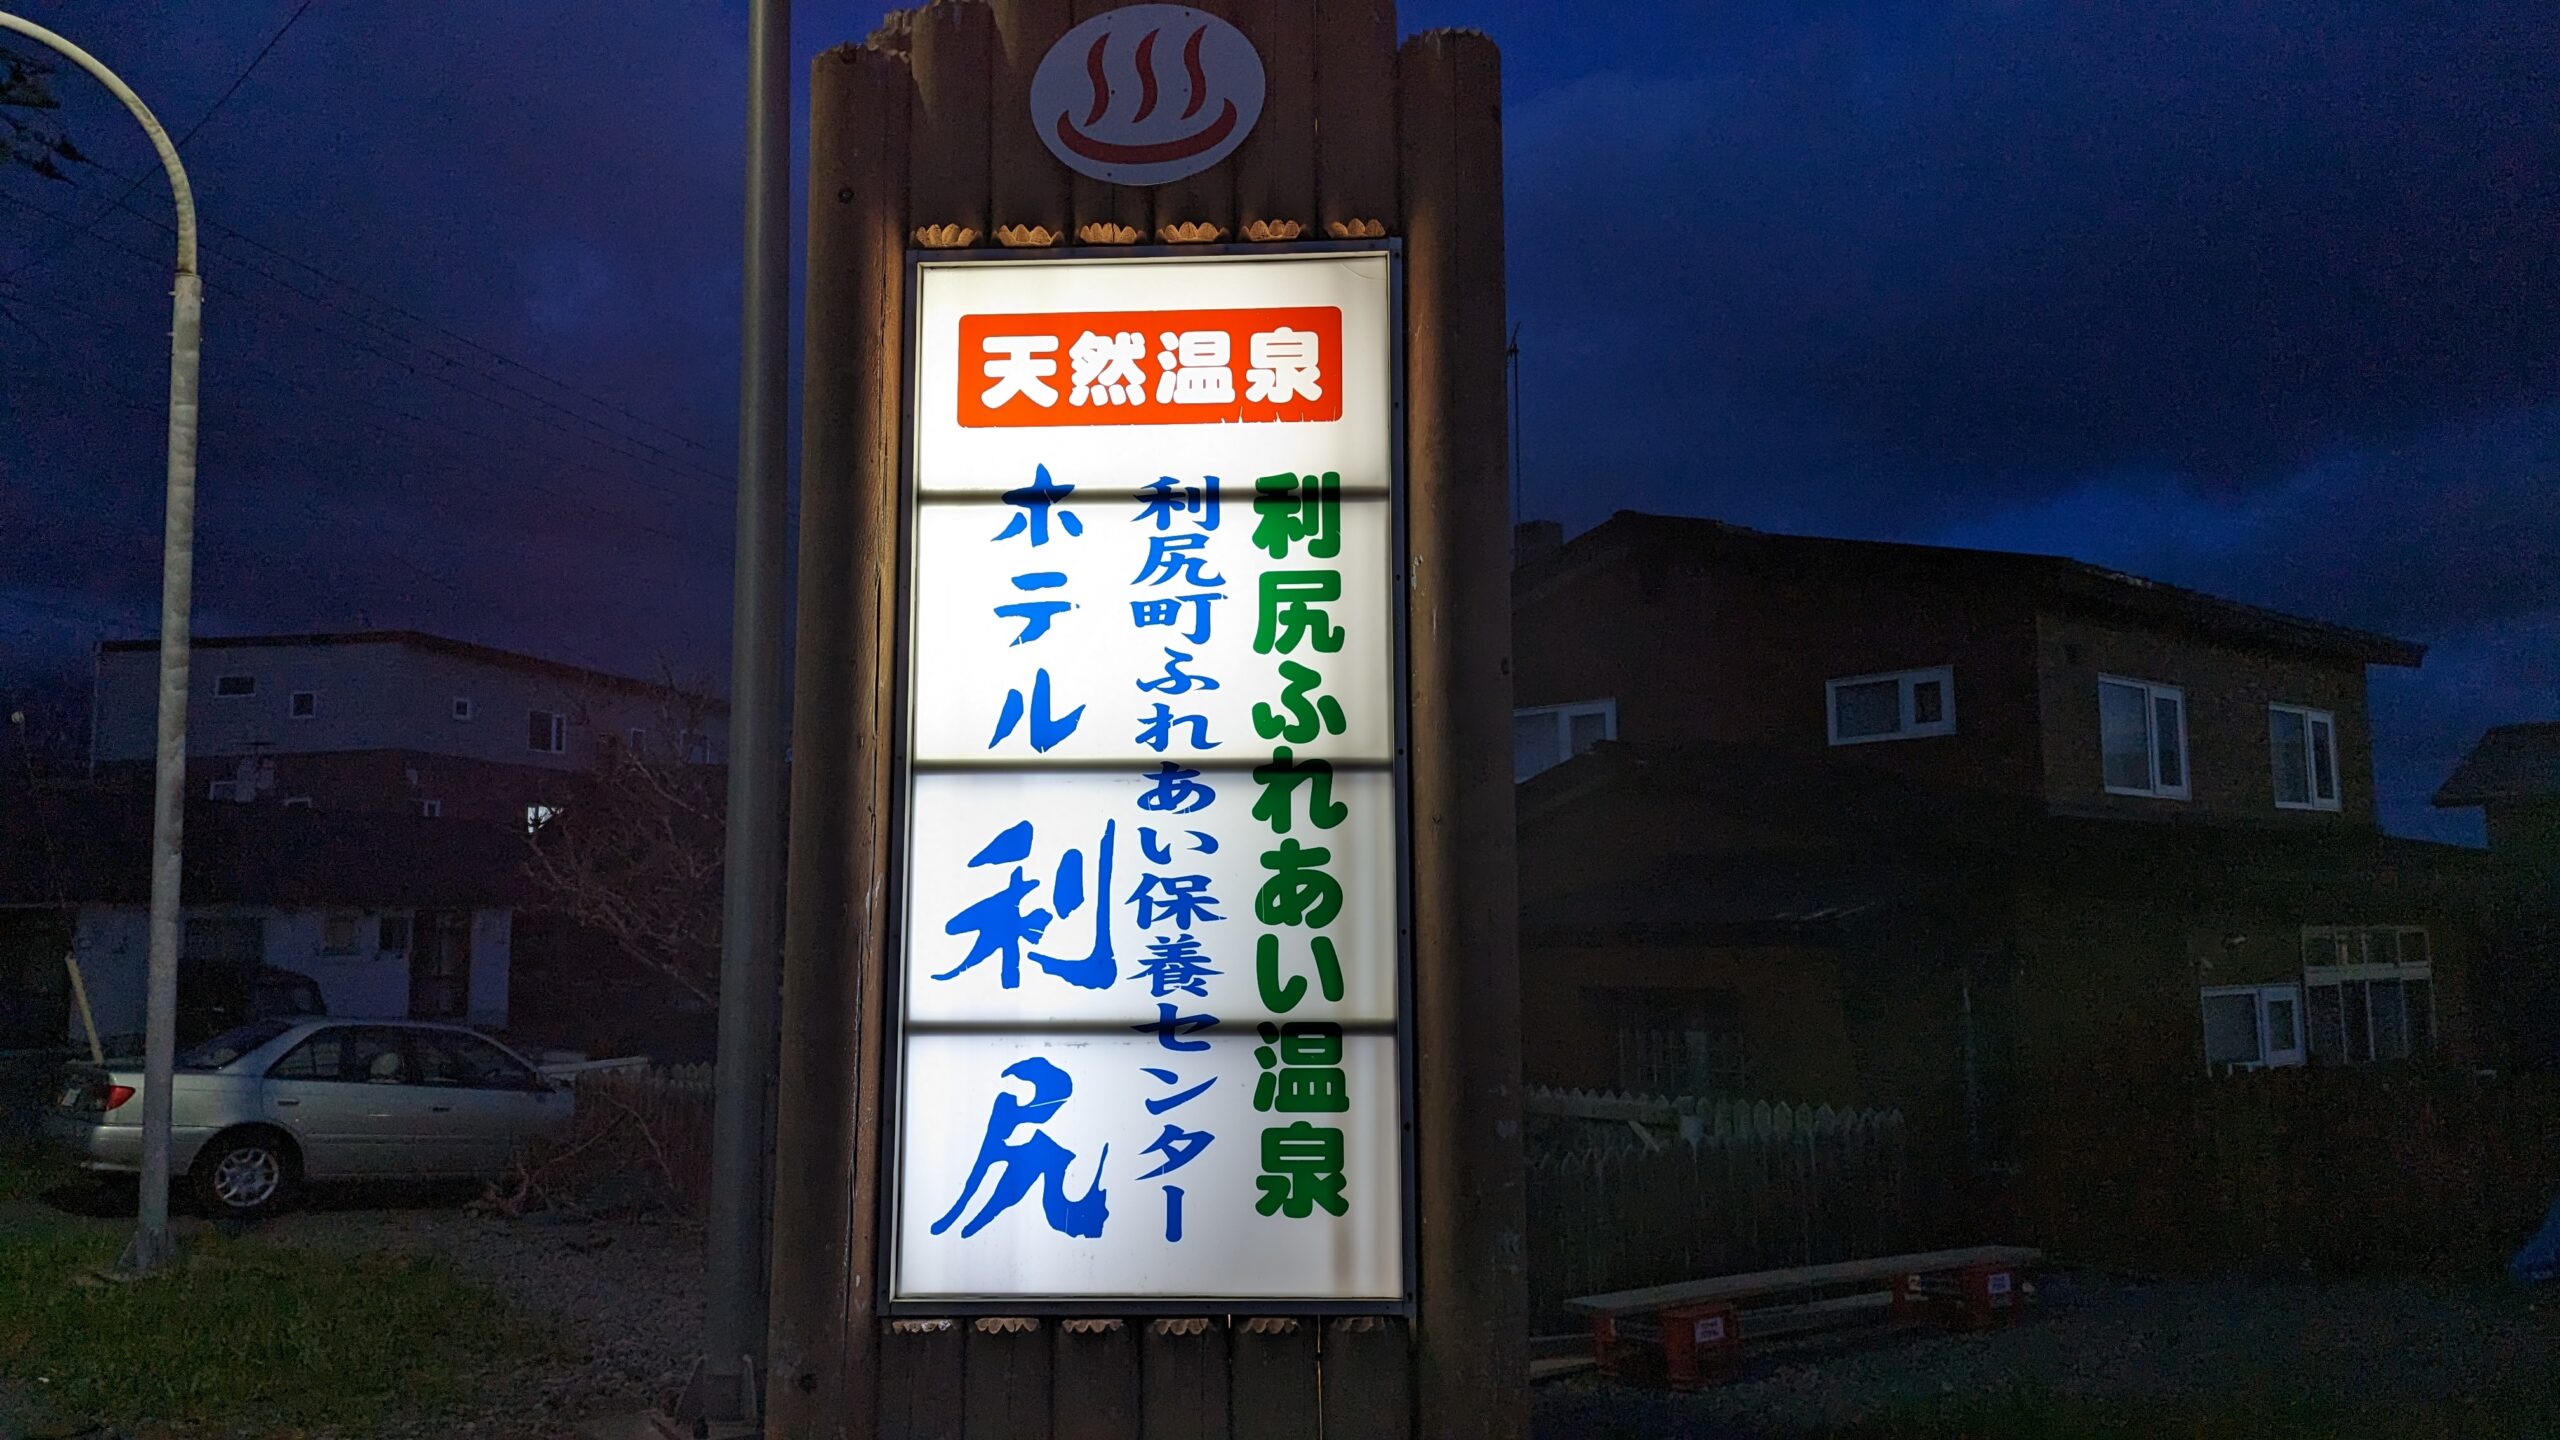 天然温泉
利尻ふれあい温泉
利尻町ふれあい保養センター
ホテル利尻